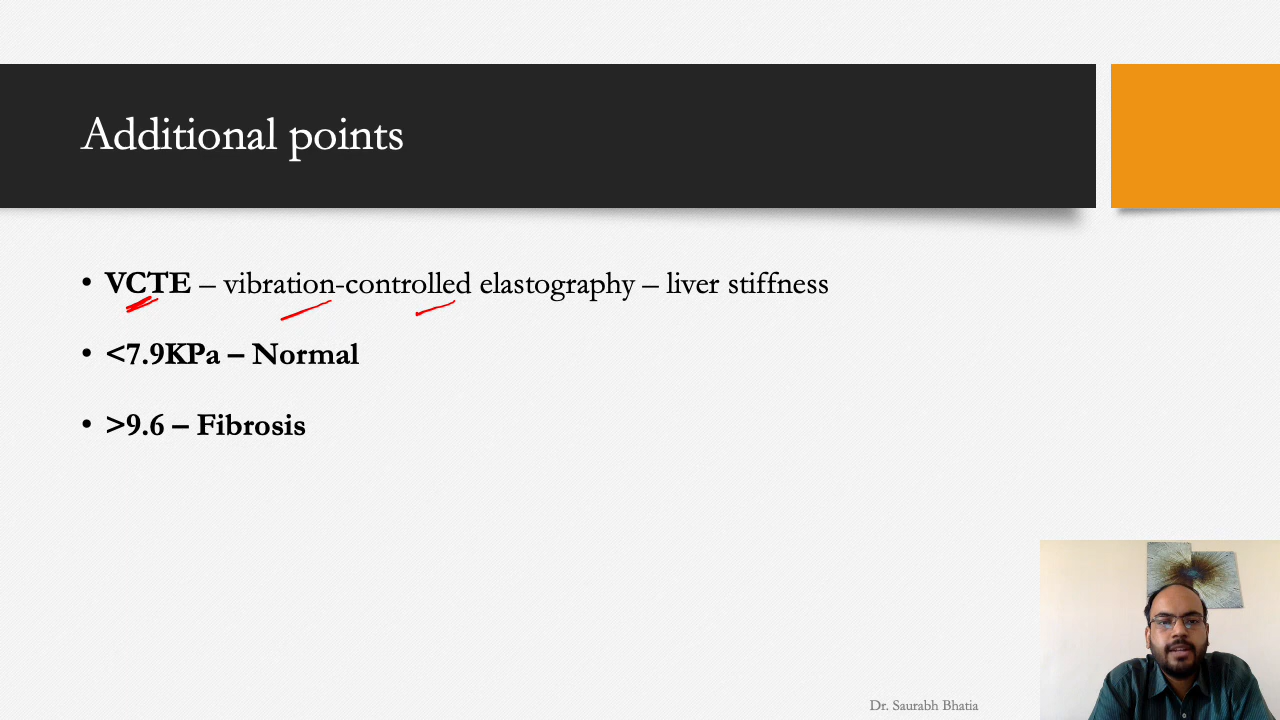 Additional points
• VCTE – vibration-controlled elastography – liver stiffness
• <7.9KPa – Normal
• >9.6 – Fibrosis
Dr. Saurabh Bhatia